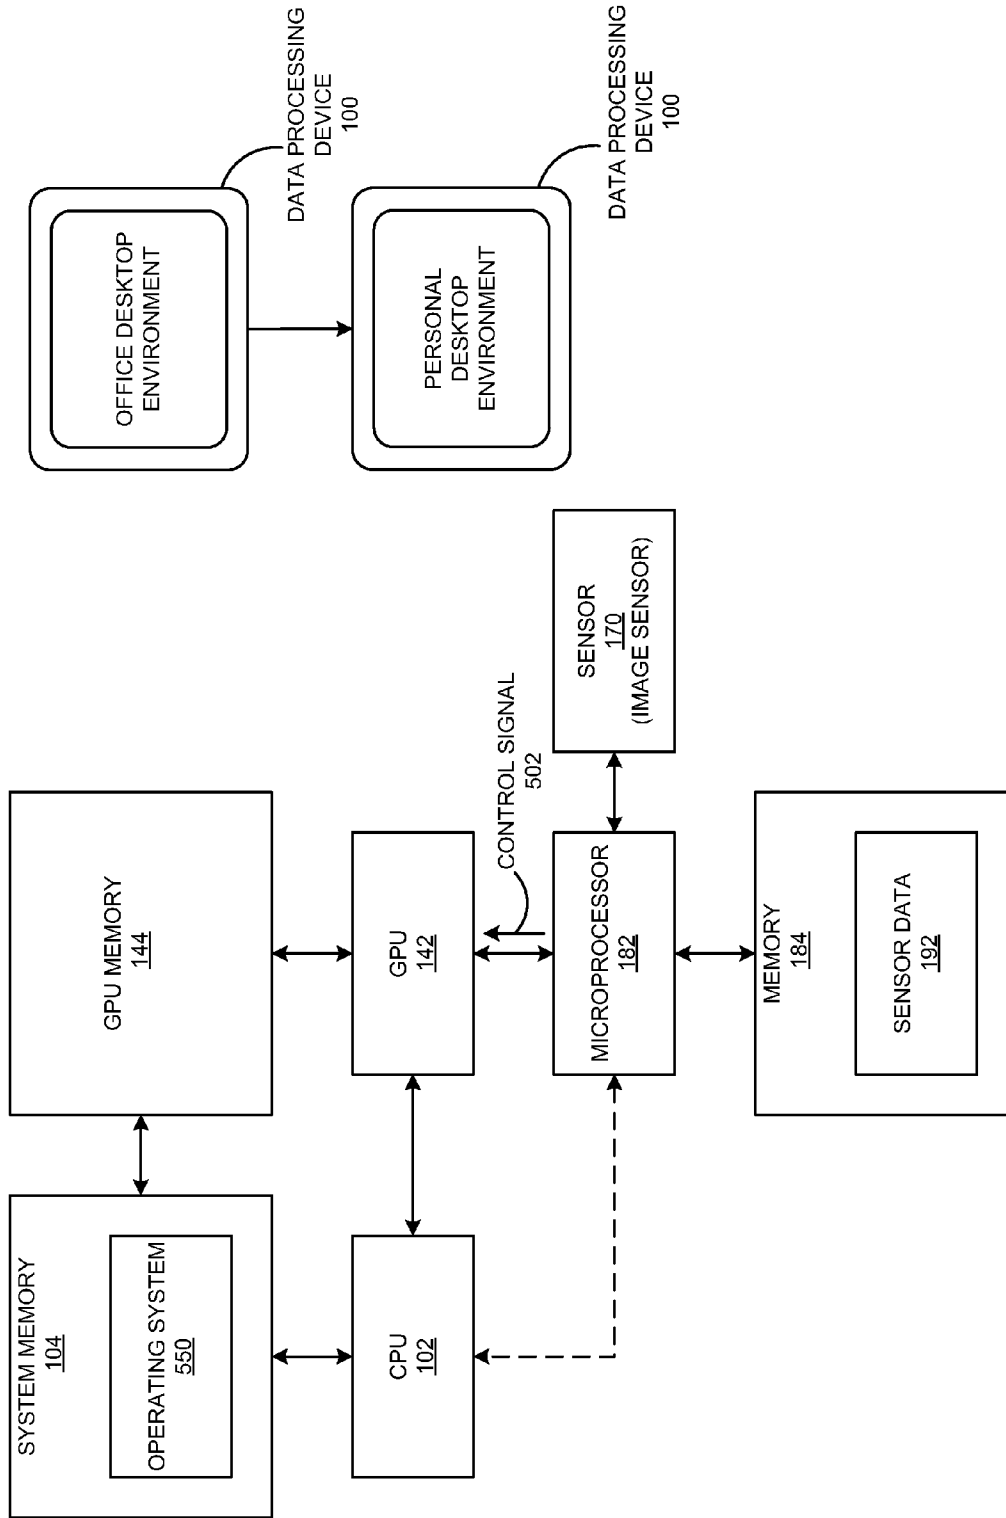 SYSTEM MEMORY
104
OPERATING SYSTEM
550
GPU MEMORY
144
CPU
102
GPU
142
CONTROL SIGNAL
502
MICROPROCESSOR
182
SENSOR
170
(IMAGE SENSOR)
MEMORY
184
SENSOR DATA
192
OFFICE DESKTOP
ENVIRONMENT
DATA PROCESSING
DEVICE
100
PERSONAL
DESKTOP
ENVIRONMENT
DATA PROCESSING
DEVICE
100